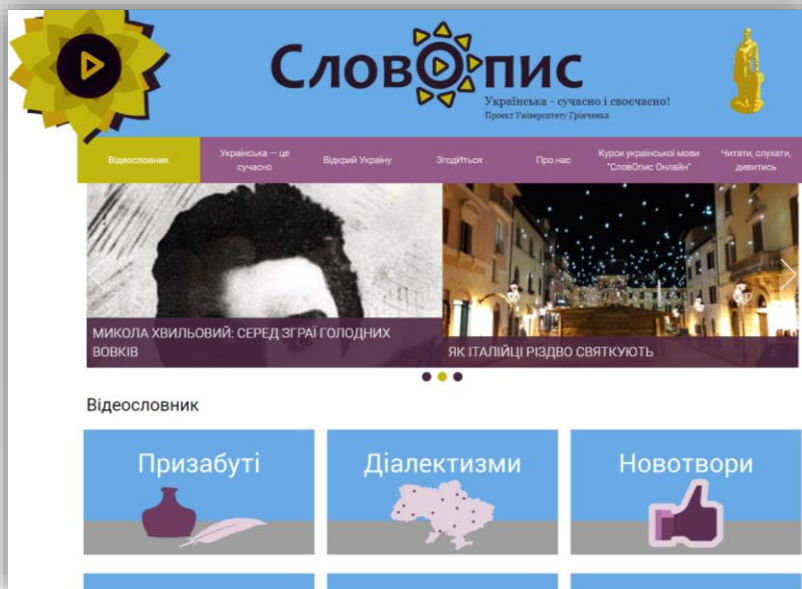 СловОпис
Українська - сучасно і своєчасно!
Проект Університету Грінченка
Відеословник
Українська — це
сучасно
Відкрий Україну
ЗгодИться
Про нас
Курси української мови
"СловОпис Онлайн"
Читати, слухати,
дивитись
МИКОЛА ХВИЛЬОВИЙ: СЕРЕД ЗГРАЇ ГОЛОДНИХ
ВОВКІВ
ЯК ІТАЛІЙЦІ РІЗДВО СВЯТКУЮТЬ
Відеословник
Призабуті
Діалектизми
Новотвори